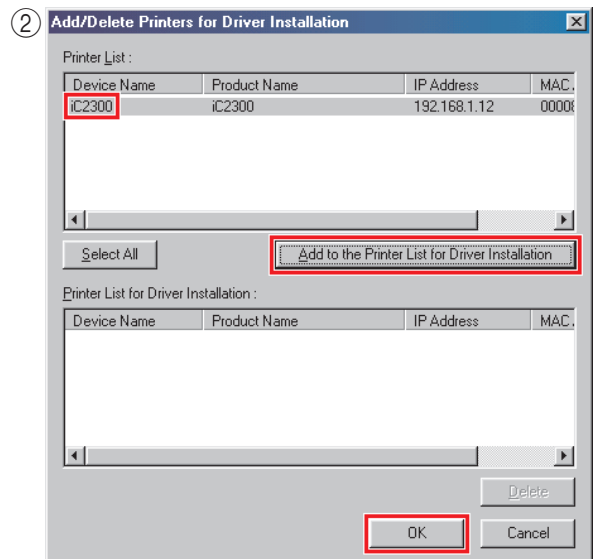 ② Add/Delete Printers for Driver Installation
Printer List :
Device Name Product Name IP Address MAC.
iC2300 iC2300 192.168.1.12 00008
Select All Add to the Printer List for Driver Installation
Printer List for Driver Installation :
Device Name Product Name IP Address MAC.
Delete
OK Cancel